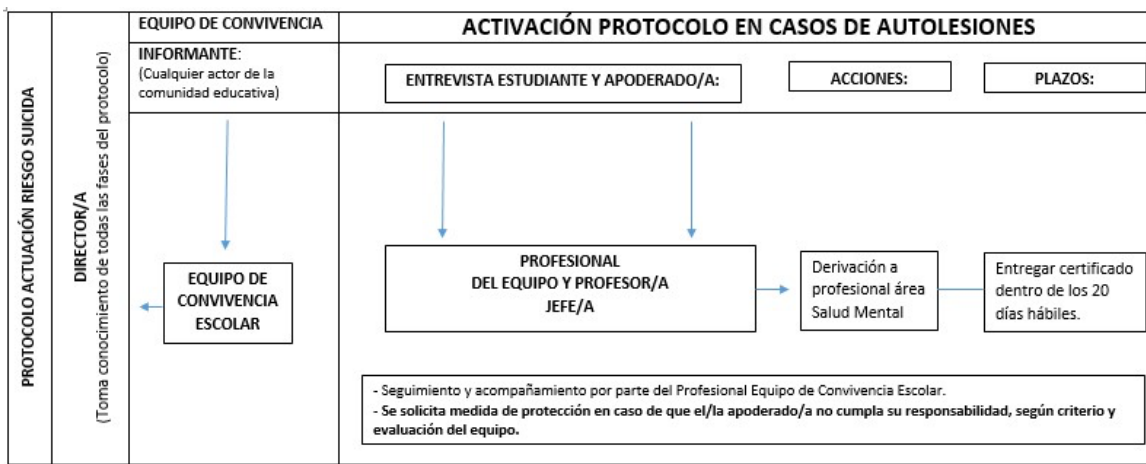 PROTOCOLO ACTUACIÓN RIESGO SUICIDA
DIRECTOR/A
(Toma conocimiento de todas las fases del protocolo)
EQUIPO DE CONVIVENCIA
ACTIVACIÓN PROTOCOLO EN CASOS DE AUTOLESIONES
INFORMANTE:
(Cualquier actor de la
comunidad educativa)
ENTREVISTA ESTUDIANTE Y APODERADO/A:
ACCIONES:
PLAZOS:
EQUIPO DE
CONVIVENCIA
ESCOLAR
PROFESIONAL
DEL EQUIPO Y PROFESOR/A
JEFE/A
Derivación a
profesional área
Salud Mental
Entregar certificado
dentro de los 20
días hábiles.
- Seguimiento y acompañamiento por parte del Profesional Equipo de Convivencia Escolar.
- Se solicita medida de protección en caso de que el/la apoderado/a no cumpla su responsabilidad, según criterio y
evaluación del equipo.